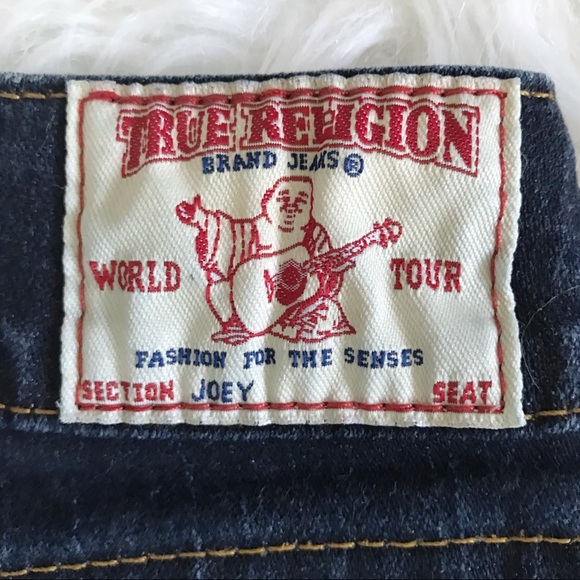 TRUE RELIGION
BRAND JEANS®
WORLD TOUR
FASHION FOR THE SENSES
SECTION JOEY SEAT